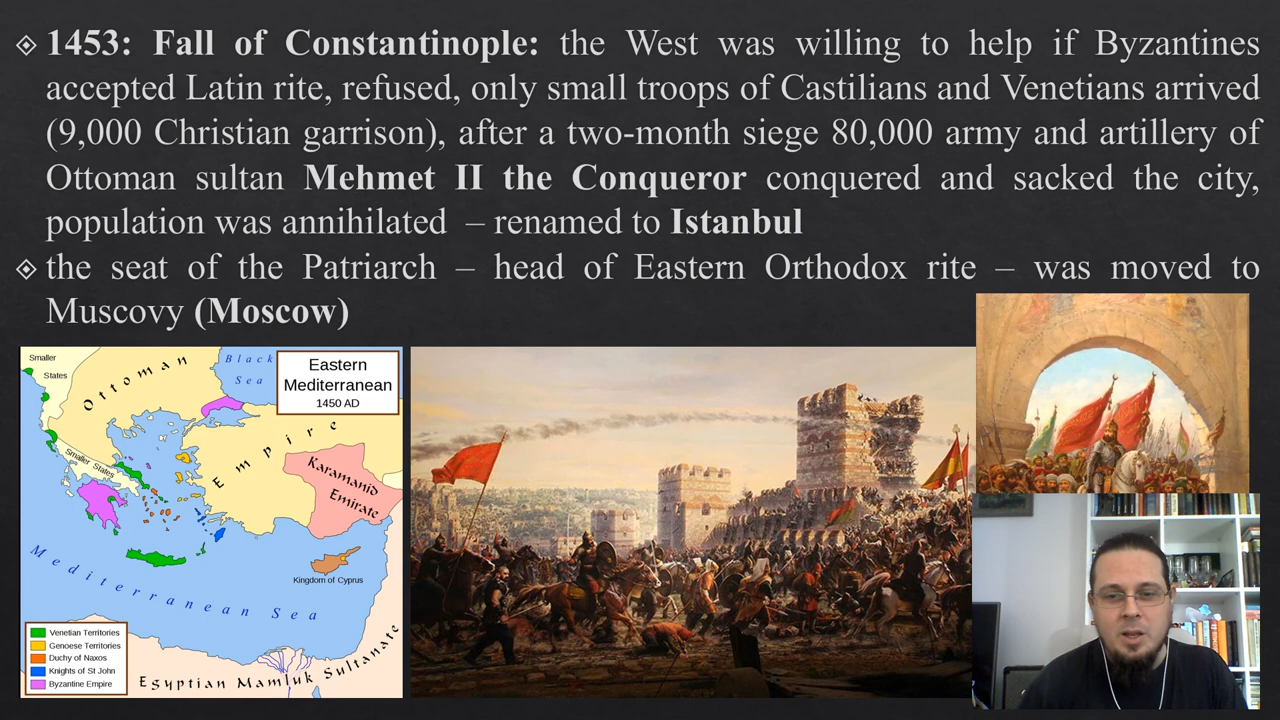 1453: Fall of Constantinople: the West was willing to help if Byzantines
accepted Latin rite, refused, only small troops of Castilians and Venetians arrived
(9,000 Christian garrison), after a two-month siege 80,000 army and artillery of
Ottoman sultan Mehmet II the Conqueror conquered and sacked the city,
population was annihilated – renamed to Istanbul
the seat of the Patriarch – head of Eastern Orthodox rite – was moved to
Muscovy (Moscow)
Smaller
States
Ottoman
Empire
Black
Sea
Eastern
Mediterranean
1450 AD
Smaller States
Karamanid
Emirate
Kingdom of Cyprus
Mediterranean Sea
Egyptian Mamluk Sultanate
Venetian Territories
Genoese Territories
Duchy of Naxos
Knights of St John
Byzantine Empire